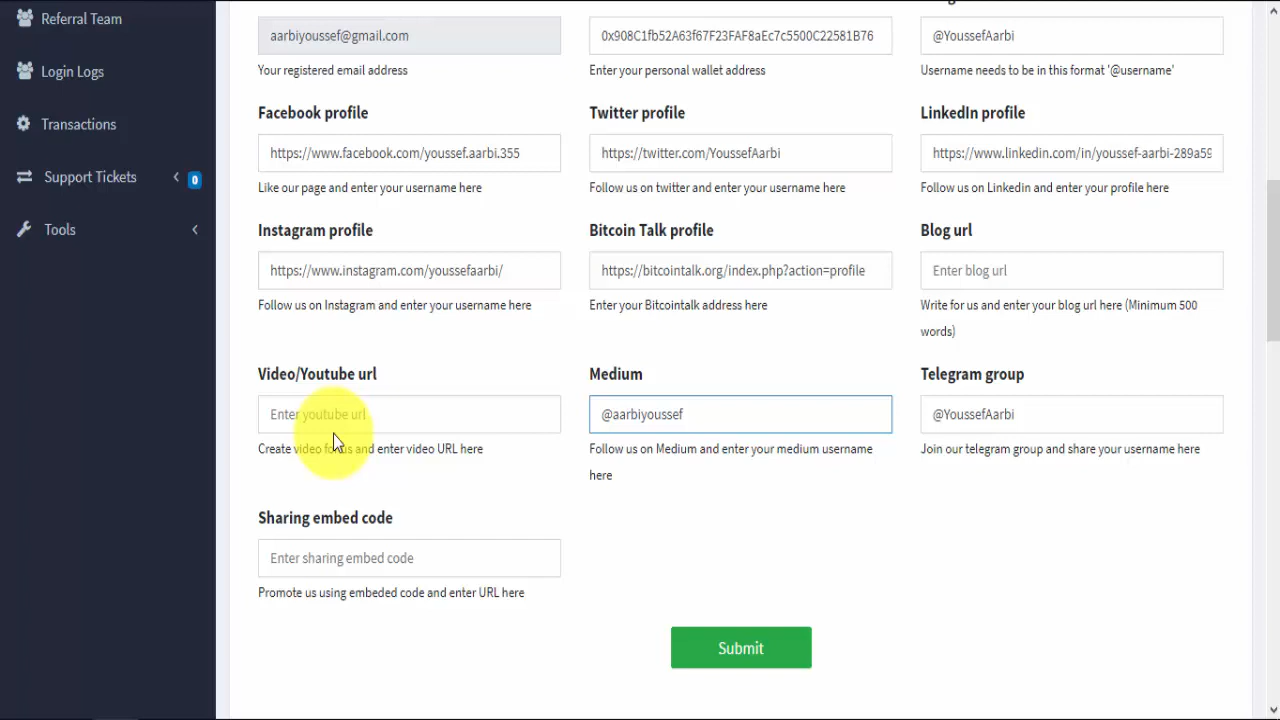 Referral Team
Login Logs
Transactions
Support Tickets
0
Tools
aarbiyoussef@gmail.com
0x908C1fb52A63f67F23FAF8aEc7c5500C22581B76
@YoussefAarbi
Your registered email address
Enter your personal wallet address
Username needs to be in this format '@username'
Facebook profile
Twitter profile
LinkedIn profile
https://www.facebook.com/youssef.aarbi.355
https://twitter.com/YoussefAarbi
https://www.linkedin.com/in/youssef-aarbi-289a59
Like our page and enter your username here
Follow us on twitter and enter your username here
Follow us on Linkedin and enter your profile here
Instagram profile
Bitcoin Talk profile
Blog url
https://www.instagram.com/youssefaarbi/
https://bitcointalk.org/index.php?action=profile
Enter blog url
Follow us on Instagram and enter your username here
Enter your Bitcointalk address here
Write for us and enter your blog url here (Minimum 500
words)
Video/Youtube url
Medium
Telegram group
Enter youtube url
@aarbiyoussef
@YoussefAarbi
Create video and enter video URL here
Follow us on Medium and enter your medium username
here
Join our telegram group and share your username here
Sharing embed code
Enter sharing embed code
Promote us using embeded code and enter URL here
Submit